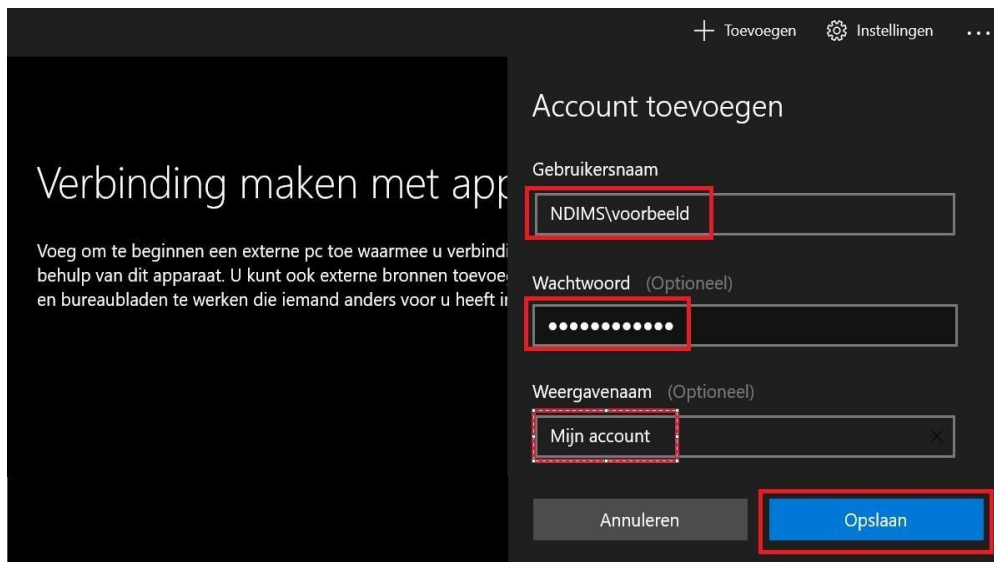 Toevoegen Instellingen ...
Account toevoegen
Gebruikersnaam
NDIMS\voorbeeld
Verbinding maken met app
Voeg om te beginnen een externe pc toe waarmee u verbindi
behulp van dit apparaat. U kunt ook externe bronnen toevoe
en bureaubladen te werken die iemand anders voor u heeft i
Wachtwoord (Optioneel)
●●●●●●●●●●●●
Weergavenaam (Optioneel)
Mijn account
Annuleren Opslaan